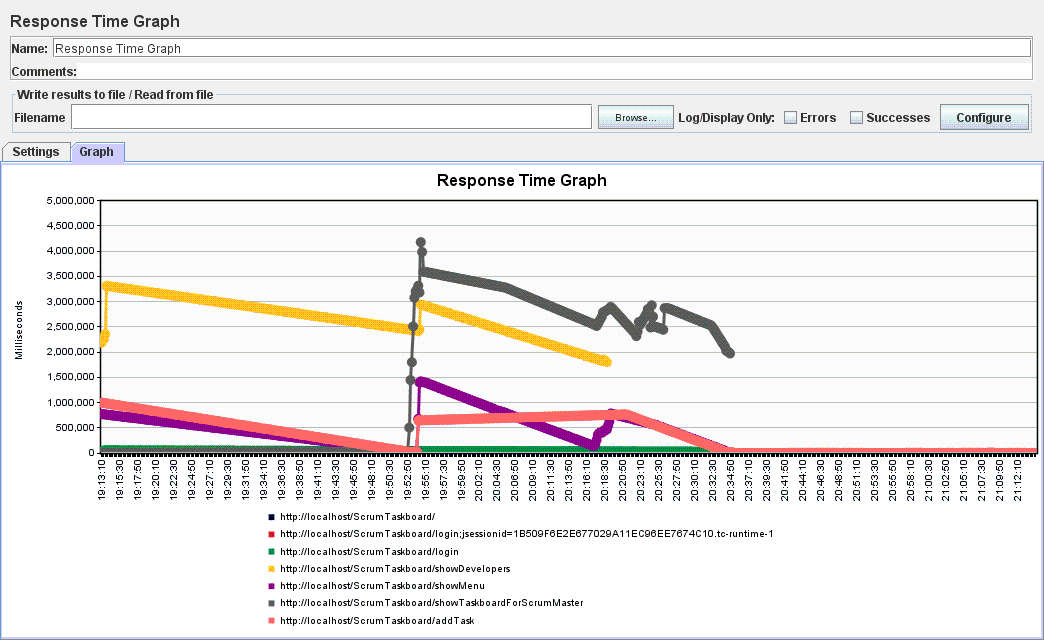 Response Time Graph
Name: Response Time Graph
Comments:
Write results to file / Read from file
Filename Browse... Log/Display Only: Errors Successes Configure
Settings Graph
Response Time Graph
Milliseconds
5,000,000
4,500,000
4,000,000
3,500,000
3,000,000
2,500,000
2,000,000
1,500,000
1,000,000
500,000
0
19:13:10 19:15:30 19:17:50 19:20:10 19:22:30 19:24:50 19:27:10 19:29:30 19:31:50 19:34:10 19:36:30 19:38:50 19:41:10 19:43:30 19:45:50 19:48:10 19:50:30 19:52:50 19:55:10 19:57:30 19:59:50 20:02:10 20:04:30 20:06:50 20:09:10 20:11:30 20:13:50 20:16:10 20:18:30 20:20:50 20:23:10 20:25:30 20:27:50 20:30:10 20:32:30 20:34:50 20:37:10 20:39:30 20:41:50 20:44:10 20:46:30 20:48:50 20:51:10 20:53:30 20:55:50 20:58:10 21:00:30 21:02:50 21:05:10 21:07:30 21:09:50 21:12:10
http://localhost/ScrumTaskboard/
http://localhost/ScrumTaskboard/login;jsessionid=1B509F6E2E677029A11EC96EE7674C10.tc-runtime-1
http://localhost/ScrumTaskboard/login
http://localhost/ScrumTaskboard/showDevelopers
http://localhost/ScrumTaskboard/showMenu
http://localhost/ScrumTaskboard/showTaskboardForScrumMaster
http://localhost/ScrumTaskboard/addTask